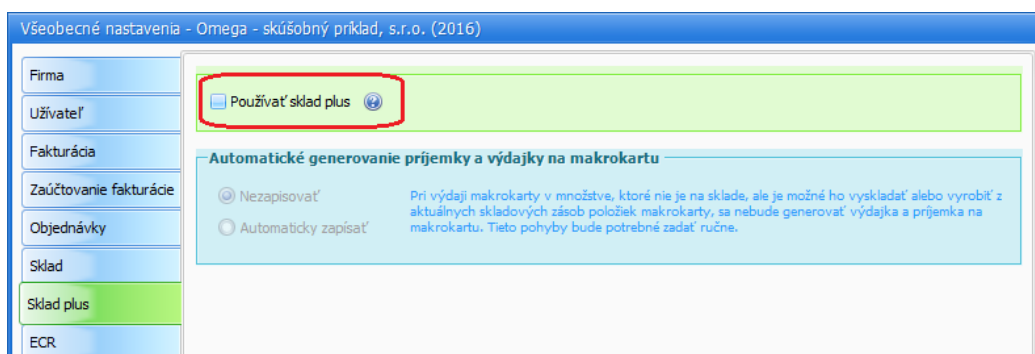 Všeobecné nastavenia - Omega - skúšobný príklad, s.r.o. (2016)
Firma
Užívateľ
Fakturácia
Zaúčtovanie fakturácie
Objednávky
Sklad
Sklad plus
ECR
Používať sklad plus
Automatické generovanie príjemky a výdajky na makrokartu
Nezapisovať
Automaticky zapísať
Pri výdaji makrokarty v množstve, ktoré nie je na sklade, ale je možné ho vyskladať alebo vyrobiť z
aktuálnych skladových zásob položiek makrokarty, sa nebude generovať výdajka a príjemka na
makrokartu. Tieto pohyby bude potrebné zadať ručne.